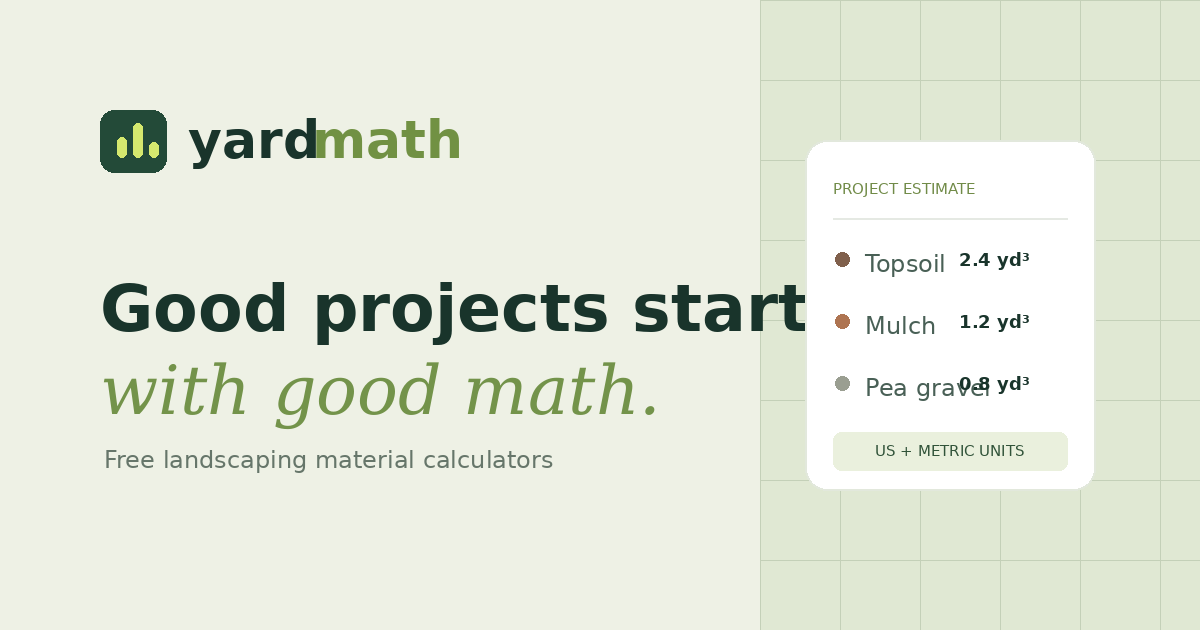 yardmath
Good projects start
with good math.
Free landscaping material calculators
PROJECT ESTIMATE
Topsoil 2.4 yd³
Mulch 1.2 yd³
Pea gravel 0.8 yd³
US + METRIC UNITS